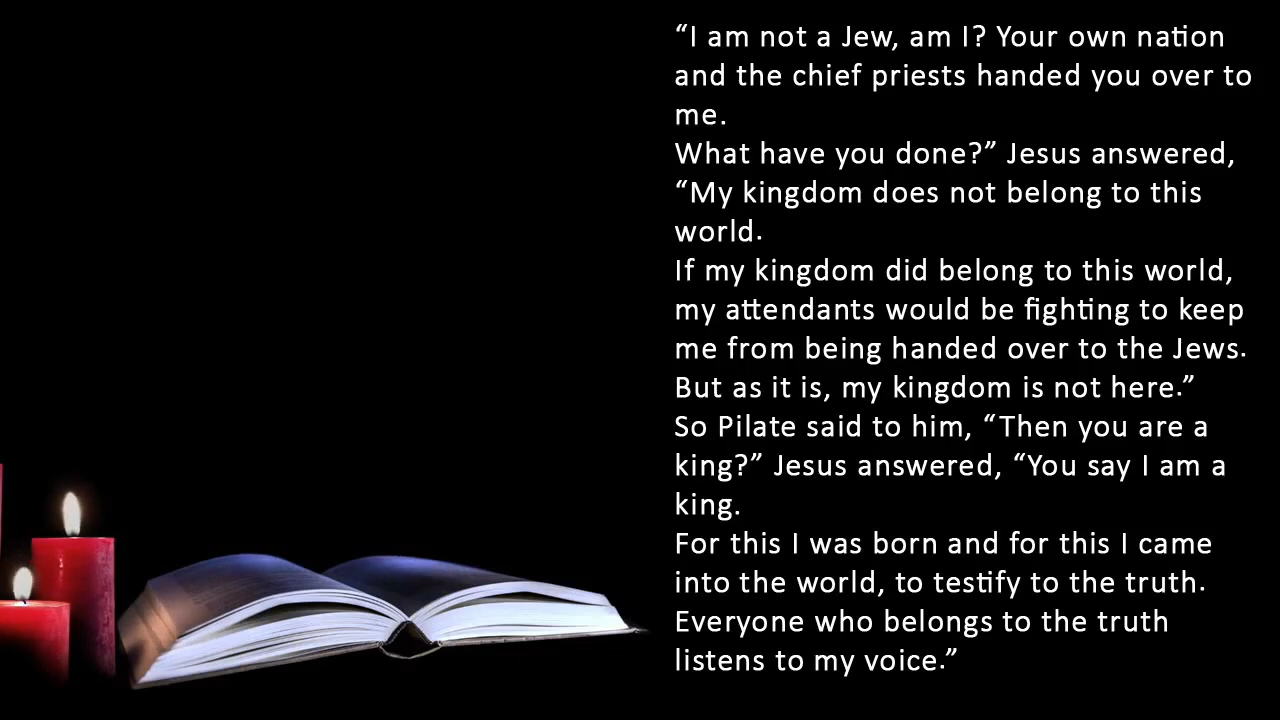 “I am not a Jew, am I? Your own nation
and the chief priests handed you over to
me.
What have you done?” Jesus answered,
“My kingdom does not belong to this
world.
If my kingdom did belong to this world,
my attendants would be fighting to keep
me from being handed over to the Jews.
But as it is, my kingdom is not here.”
So Pilate said to him, “Then you are a
king?” Jesus answered, “You say I am a
king.
For this I was born and for this I came
into the world, to testify to the truth.
Everyone who belongs to the truth
listens to my voice.”